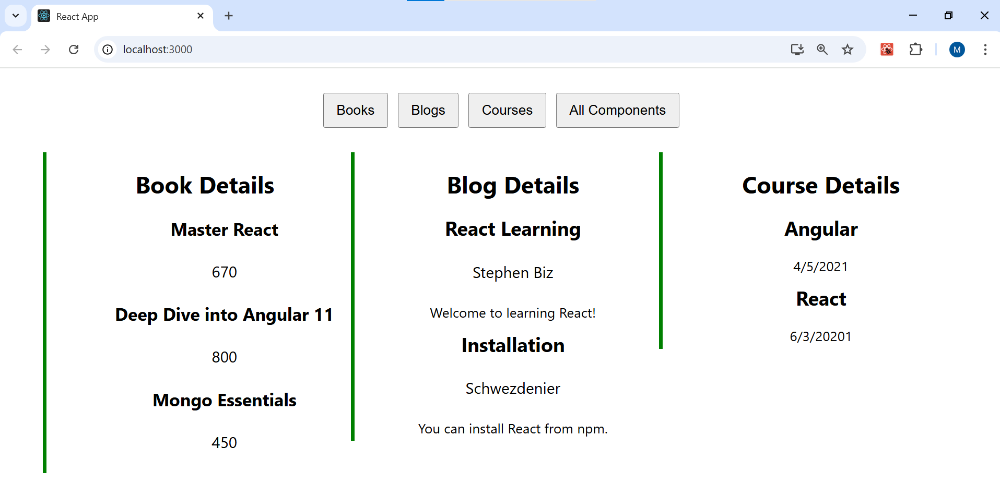 React App
localhost:3000
M
Books Blogs Courses All Components
Book Details
Master React
670
Deep Dive into Angular 11
800
Mongo Essentials
450
Blog Details
React Learning
Stephen Biz
Welcome to learning React!
Installation
Schwezdenier
You can install React from npm.
Course Details
Angular
4/5/2021
React
6/3/20201